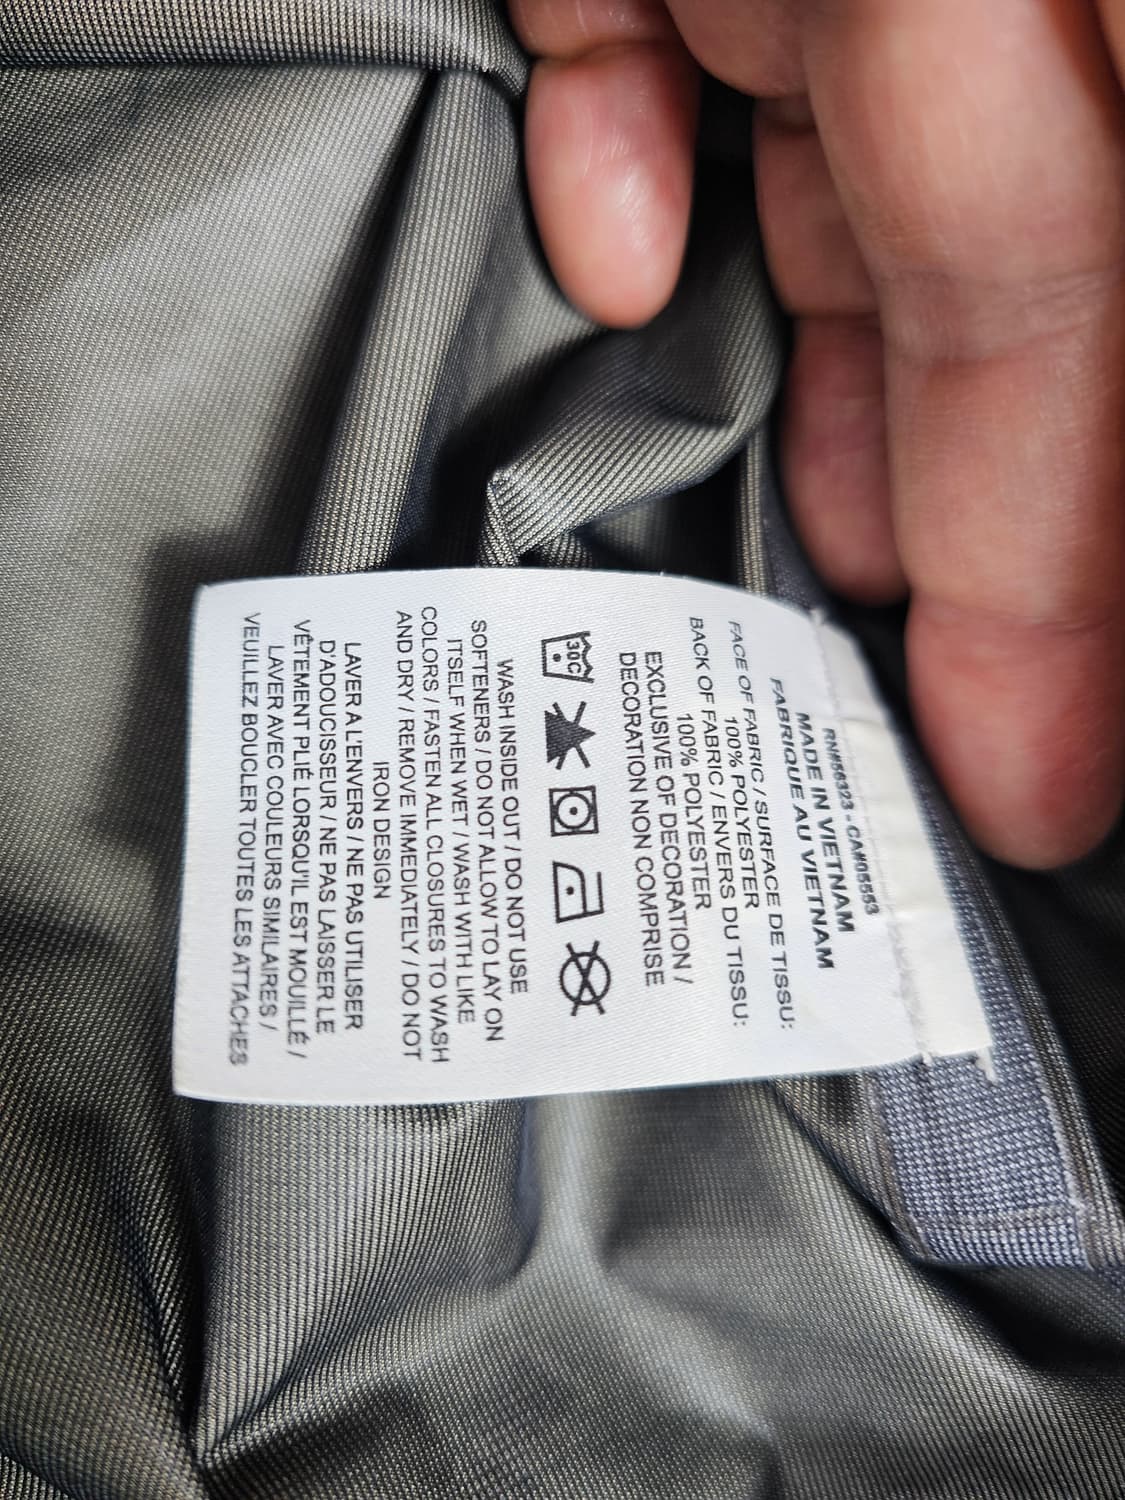 RN#56323 - CA#05553
MADE IN VIETNAM
FABRIQUE AU VIETNAM
FACE OF FABRIC / SURFACE DE TISSU:
100% POLYESTER
BACK OF FABRIC / ENVERS DU TISSU:
100% POLYESTER
EXCLUSIVE OF DECORATION /
DECORATION NON COMPRISE
30C
WASH INSIDE OUT / DO NOT USE
SOFTENERS / DO NOT ALLOW TO LAY ON
ITSELF WHEN WET / WASH WITH LIKE
COLORS / FASTEN ALL CLOSURES TO WASH
AND DRY / REMOVE IMMEDIATELY / DO NOT
IRON DESIGN
LAVER A L'ENVERS / NE PAS UTILISER
D'ADOUCISSEUR / NE PAS LAISSER LE
VÊTEMENT PLIÉ LORSQU'IL EST MOUILLÉ /
LAVER AVEC COULEURS SIMILAIRES /
VEUILLEZ BOUCLER TOUTES LES ATTACHES